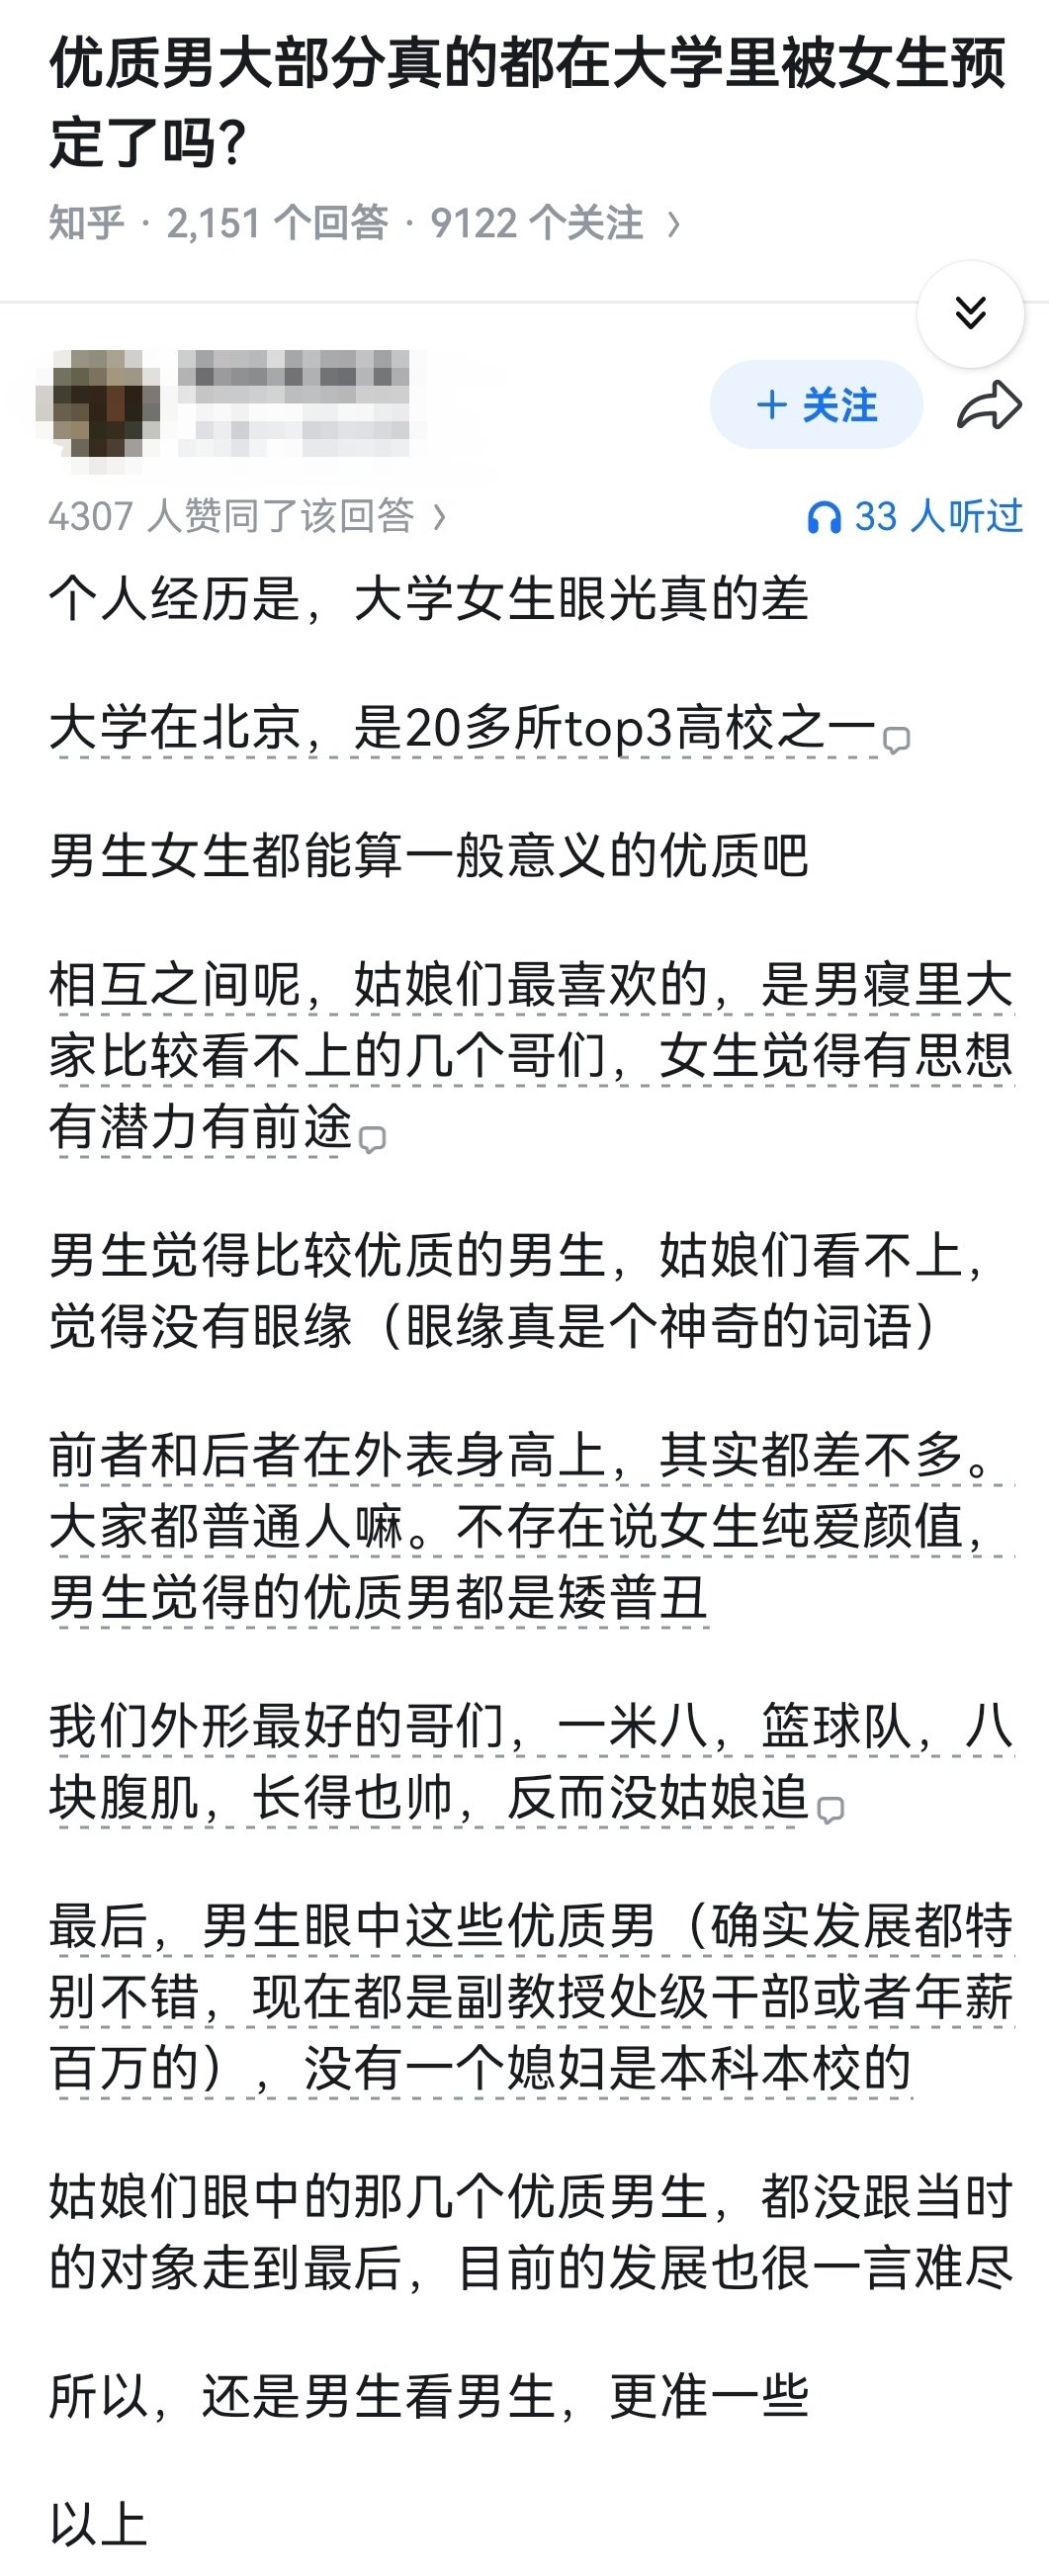 优质男大部分真的都在大学里被女生预
定了吗？
知乎 · 2,151 个回答 · 9122 个关注 >
+ 关注
4307 人赞同了该回答 >
33 人听过
个人经历是，大学女生眼光真的差
大学在北京，是20多所top3高校之一
男生女生都能算一般意义的优质吧
相互之间呢，姑娘们最喜欢的，是男寝里大
家比较看不上的几个哥们，女生觉得有思想
有潜力有前途
男生觉得比较优质的男生，姑娘们看不上，
觉得没有眼缘（眼缘真是个神奇的词语）
前者和后者在外表身高上，其实都差不多。
大家都普通人嘛。不存在说女生纯爱颜值，
男生觉得的优质男都是矮普丑
我们外形最好的哥们，一米八，篮球队，八
块腹肌，长得也帅，反而没姑娘追
最后，男生眼中这些优质男（确实发展都特
别不错，现在都是副教授处级干部或者年薪
百万的），没有一个媳妇是本科本校的
姑娘们眼中的那几个优质男生，都没跟当时
的对象走到最后，目前的发展也很一言难尽
所以，还是男生看男生，更准一些
以上